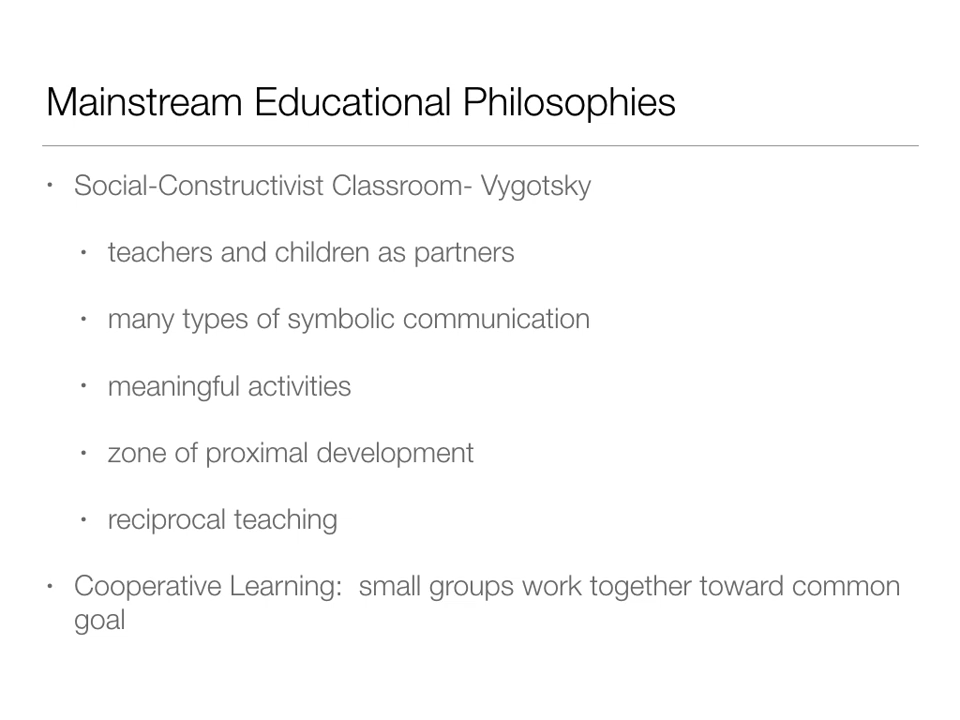 Mainstream Educational Philosophies
• Social-Constructivist Classroom- Vygotsky
• teachers and children as partners
• many types of symbolic communication
• meaningful activities
• zone of proximal development
• reciprocal teaching
• Cooperative Learning:  small groups work together toward common
goal